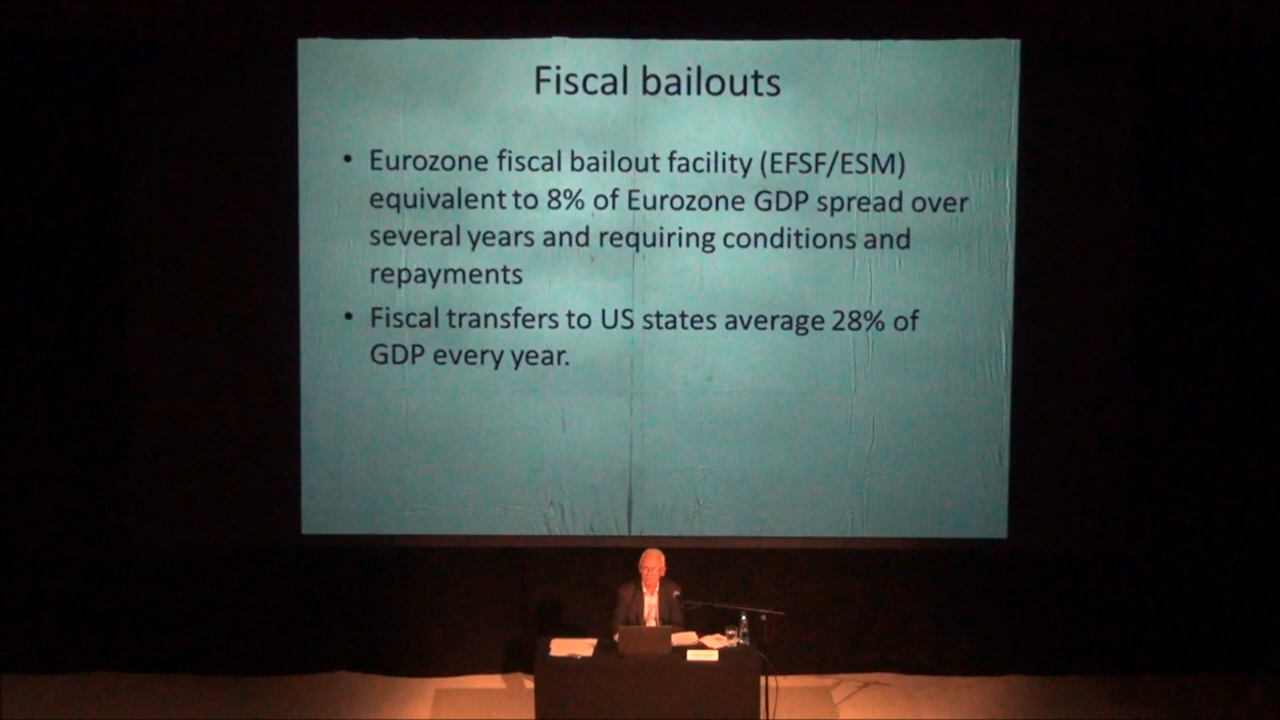 Fiscal bailouts
• Eurozone fiscal bailout facility (EFSF/ESM)
equivalent to 8% of Eurozone GDP spread over
several years and requiring conditions and
repayments
• Fiscal transfers to US states average 28% of
GDP every year.